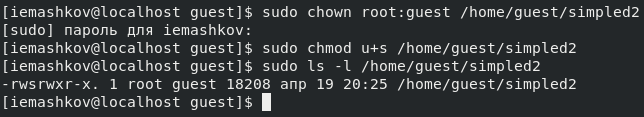 [iemashkov@localhost guest]$ sudo chown root:guest /home/guest/simpled2
[sudo] пароль для iemashkov:
[iemashkov@localhost guest]$ sudo chmod u+s /home/guest/simpled2
[iemashkov@localhost guest]$ sudo ls -l /home/guest/simpled2
-rwsrwxr-x. 1 root guest 18208 апр 19 20:25 /home/guest/simpled2
[iemashkov@localhost guest]$